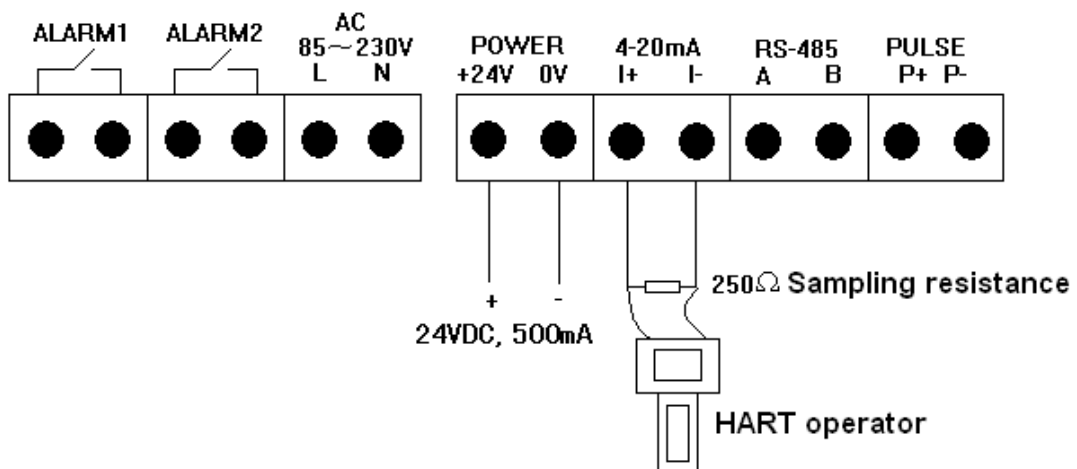 ALARM1 ALARM2 AC
85～230V
L N
POWER
+24V 0V
4-20mA
I+ I-
RS-485
A B
PULSE
P+ P-
250Ω Sampling resistance
+ -
24VDC, 500mA
HART operator